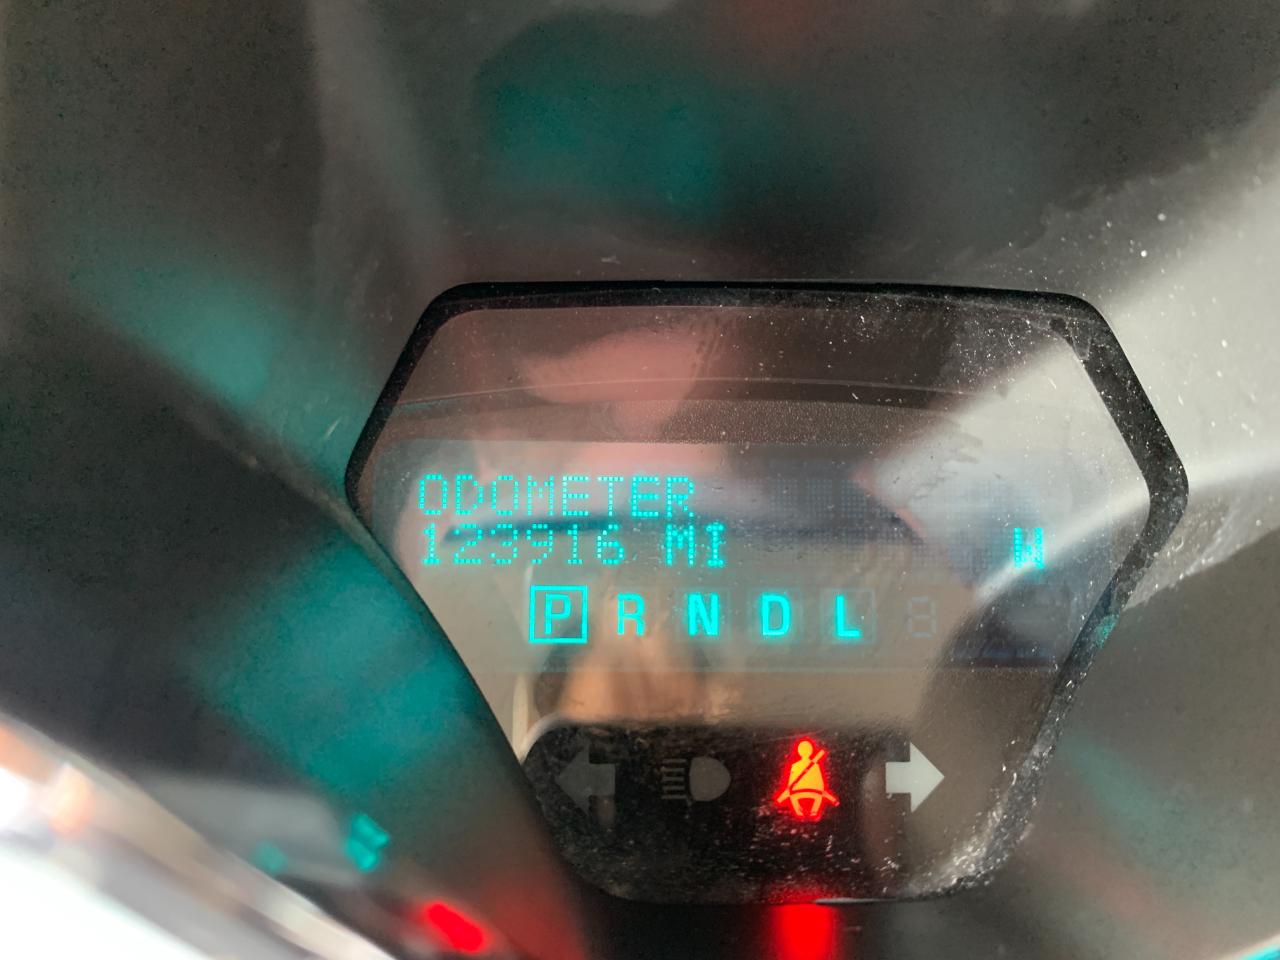 ODOMETER
123916 MI W
P R N D L